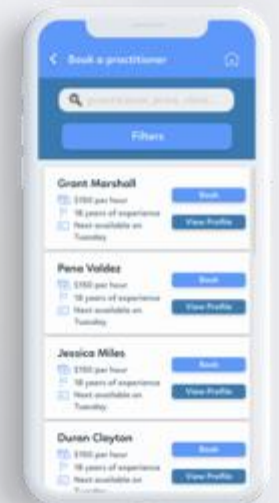 Book a practitioner
Filters
Grant Marshall
Book
$150 per hour
18 years of experience
View Profile
Next available on
Tuesday
Pena Valdez
Book
$150 per hour
18 years of experience
View Profile
Next available on
Tuesday
Jessica Miles
Book
$150 per hour
18 years of experience
View Profile
Next available on
Tuesday
Duran Clayton
Book
$150 per hour
18 years of experience
View Profile
Next available on
Tuesday